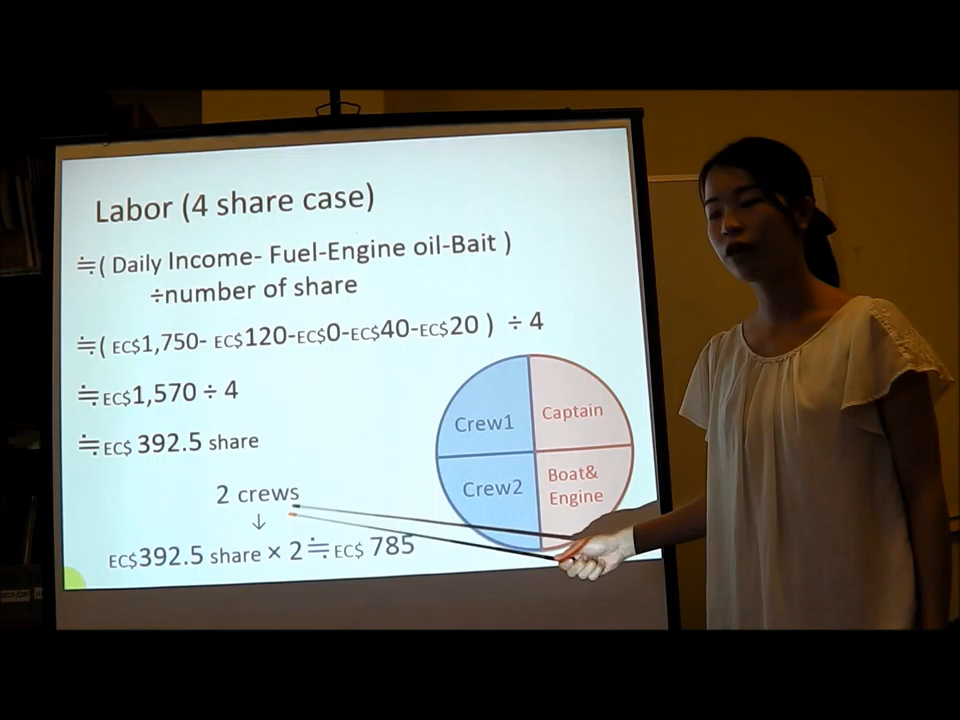 Labor (4 share case)
≒( Daily Income- Fuel-Engine oil-Bait )
÷number of share
≒( EC$1,750- EC$120-EC$0-EC$40-EC$20 ) ÷ 4
≒EC$1,570 ÷ 4
≒EC$ 392.5 share
Crew1
Captain
Crew2
Boat&
Engine
2 crews
↓
EC$392.5 share × 2≒EC$ 785